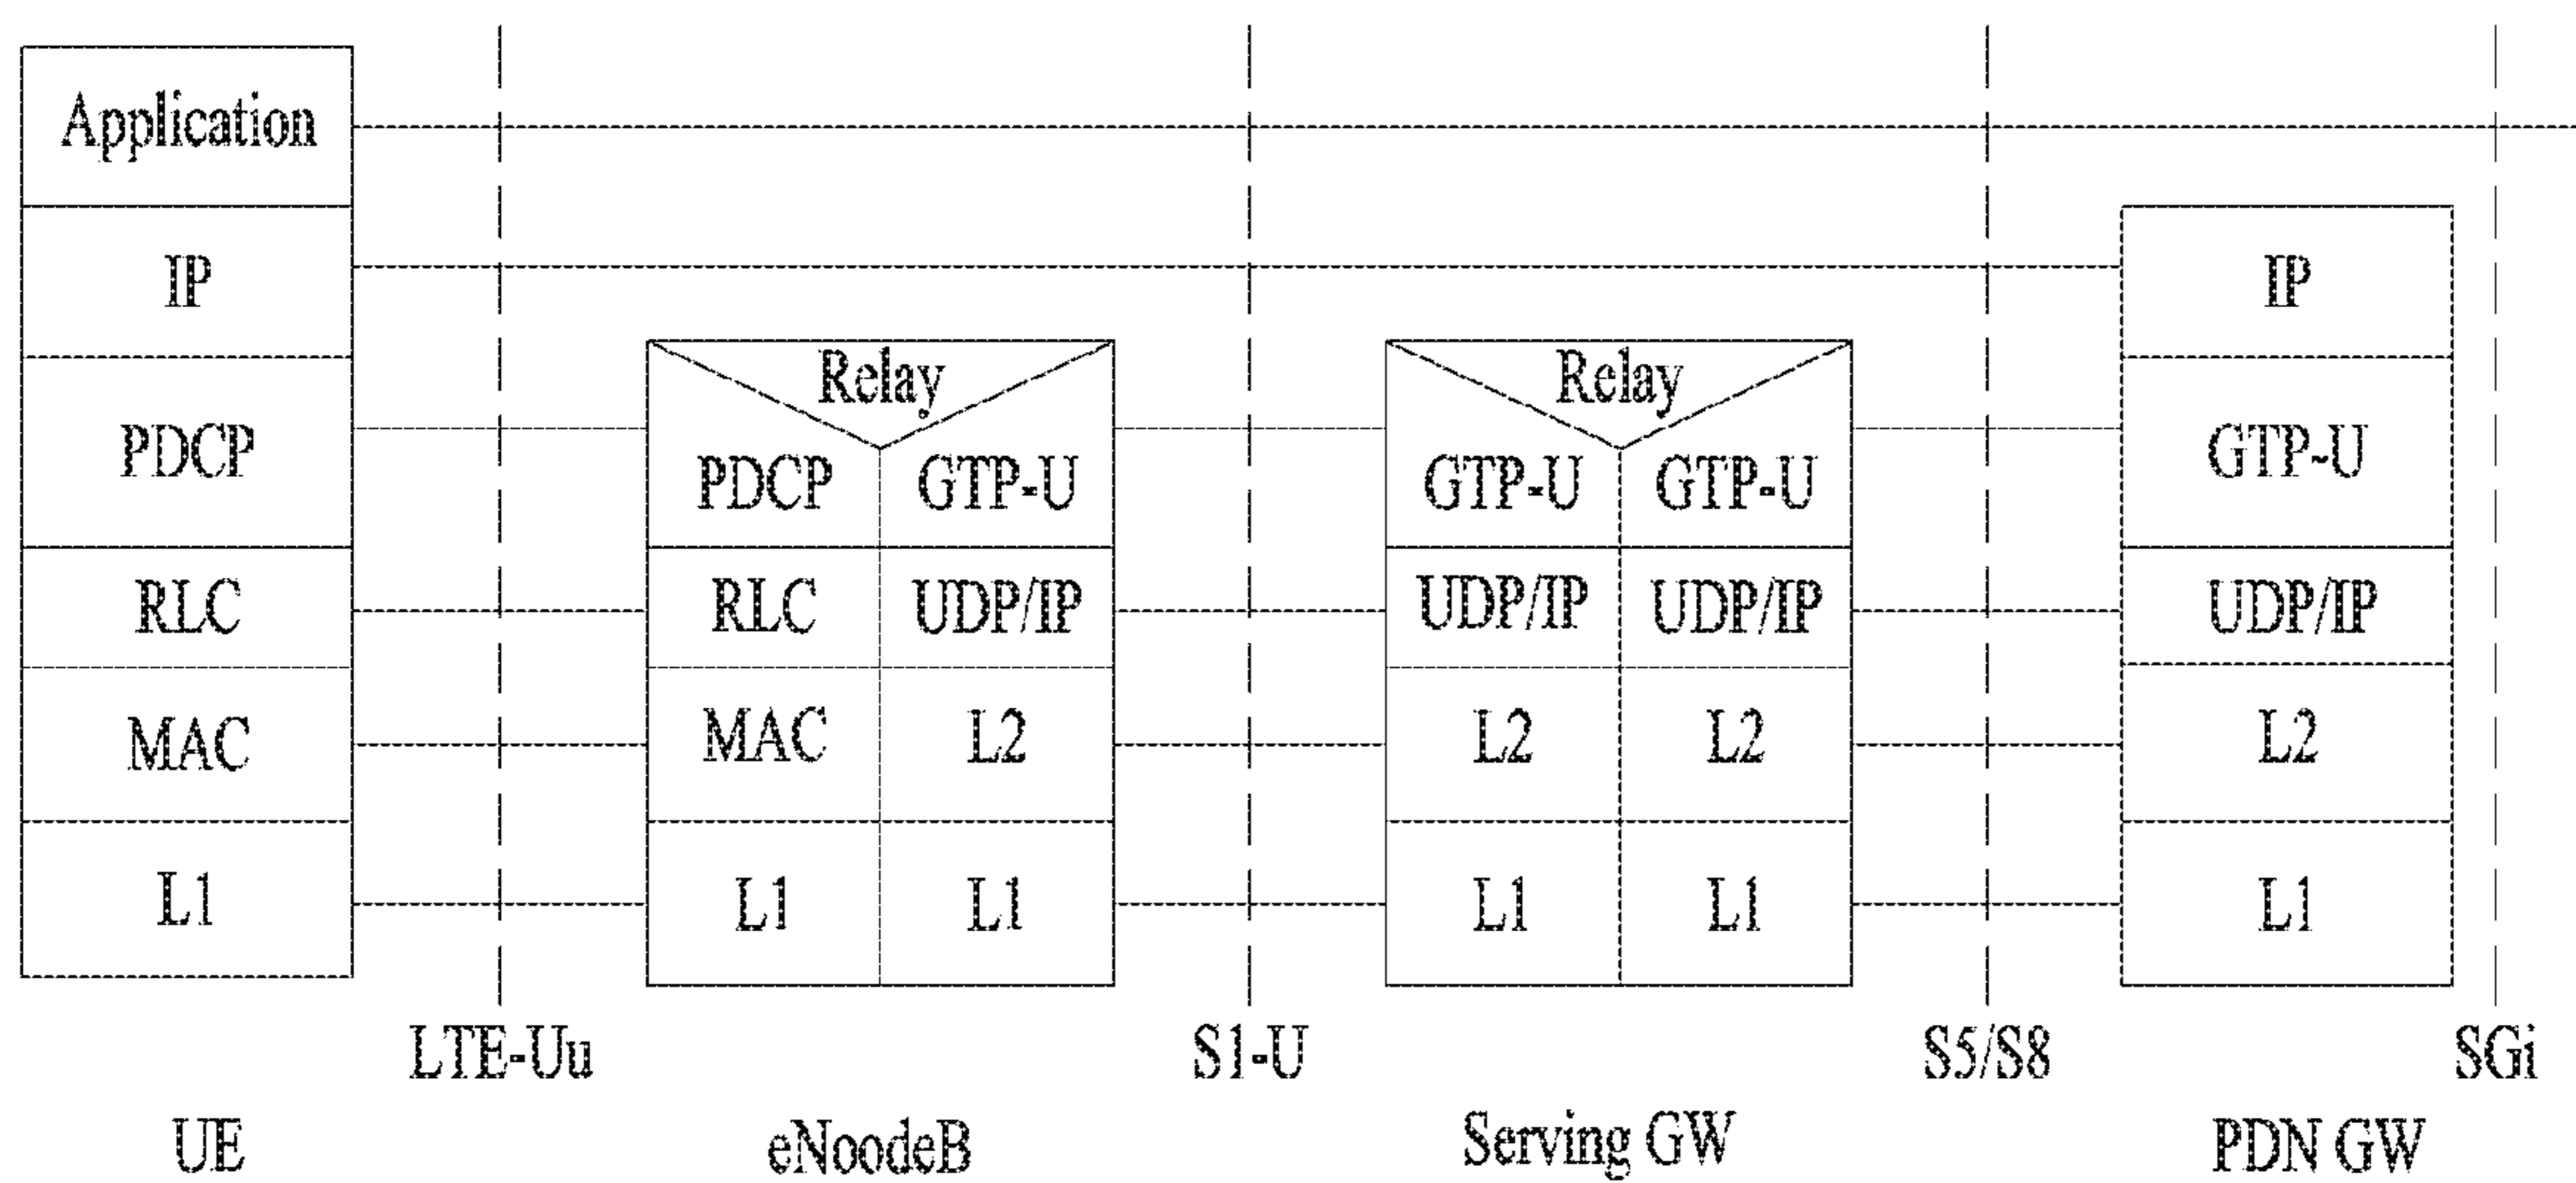 Application
IP
IP
Relay
Relay
PDCP
PDCP
GTP-U
GTP-U
GTP-U
GTP-U
RLC
RLC
UDP/IP
UDP/IP
UDP/IP
UDP/IP
MAC
MAC
L2
L2
L2
L2
L1
L1
L1
L1
L1
L1
LTE-Uu
S1-U
S5/S8
SGi
UE
eNoodeB
Serving GW
PDN GW